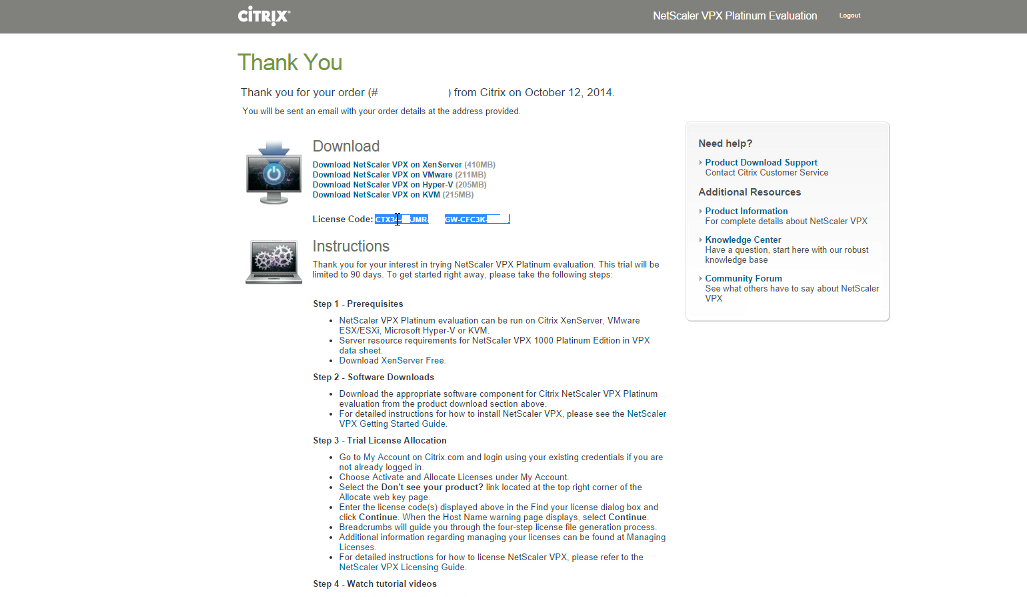 CITRIX
NetScaler VPX Platinum Evaluation
Logout
Thank You
Thank you for your order (# ) from Citrix on October 12, 2014.
You will be sent an email with your order details at the address provided.
Download
Download NetScaler VPX on XenServer (410MB)
Download NetScaler VPX on VMware (211MB)
Download NetScaler VPX on Hyper-V (205MB)
Download NetScaler VPX on KVM (215MB)
License Code:
Instructions
Thank you for your interest in trying NetScaler VPX Platinum evaluation. This trial will be
limited to 90 days. To get started right away, please take the following steps:
Step 1 - Prerequisites
• NetScaler VPX Platinum evaluation can be run on Citrix XenServer, VMware
ESX/ESXi, Microsoft Hyper-V or KVM.
• Server resource requirements for NetScaler VPX 1000 Platinum Edition in VPX
data sheet.
• Download XenServer Free.
Step 2 - Software Downloads
• Download the appropriate software component for Citrix NetScaler VPX Platinum
evaluation from the product download section above.
• For detailed instructions for how to install NetScaler VPX, please see the NetScaler
VPX Getting Started Guide.
Step 3 - Trial License Allocation
• Go to My Account on Citrix.com and login using your existing credentials if you are
not already logged in.
• Choose Activate and Allocate Licenses under My Account.
• Select the Don't see your product? link located at the top right corner of the
Allocate web key page.
• Enter the license code(s) displayed above in the Find your license dialog box and
click Continue. When the Host Name warning page displays, select Continue.
• Breadcrumbs will guide you through the four-step license file generation process.
• Additional information regarding managing your licenses can be found at Managing
Licenses.
• For detailed instructions for how to license NetScaler VPX, please refer to the
NetScaler VPX Licensing Guide.
Step 4 - Watch tutorial videos
Need help?
Product Download Support
Contact Citrix Customer Service
Additional Resources
Product Information
For complete details about NetScaler VPX
Knowledge Center
Have a question, start here with our robust
knowledge base
Community Forum
See what others have to say about NetScaler
VPX